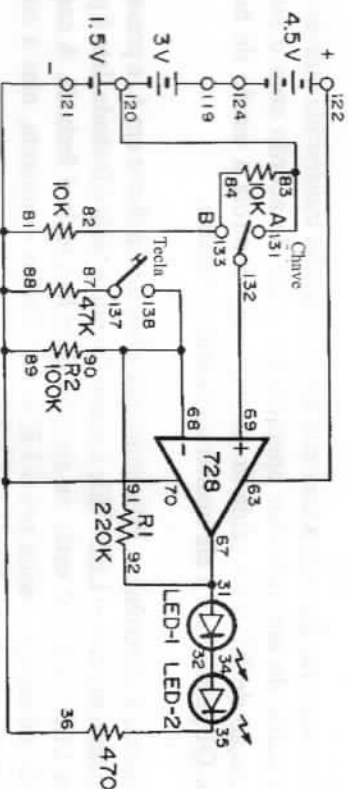 +
122
4.5V
124
119
3V
120
1.5V
121
-
83
10K
84
A
131
Chave
B
133
132
82
10K
81
Tecla
138
137
87
47K
88
90
R2
100K
89
69
+
68
-
728
63
70
67
91
R1
220K
92
31
LED-1
32
34
LED-2
35
36
470